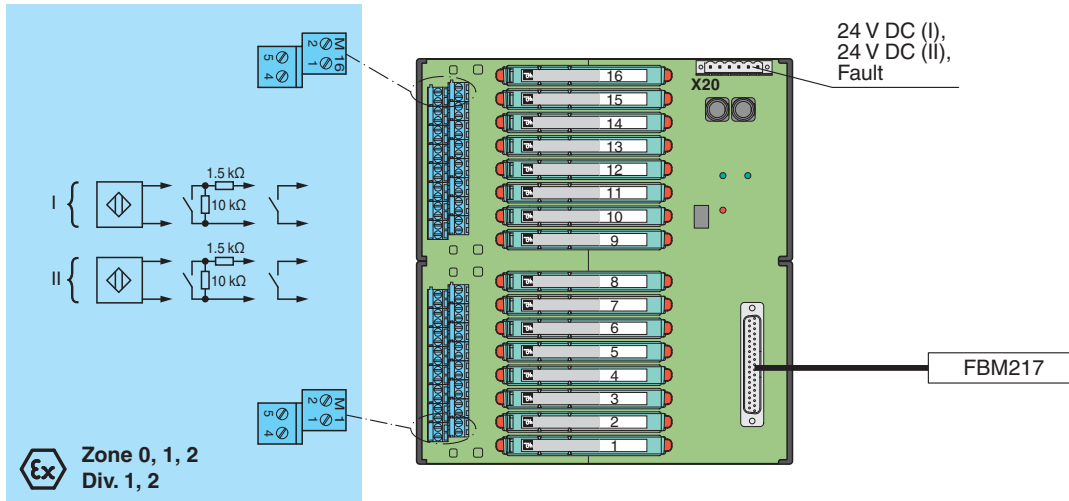 24 V DC (I),
24 V DC (II),
Fault
X20
M 16
2 1
5 4
16
15
14
13
12
11
10
9
I
1.5 kΩ
10 kΩ
II
1.5 kΩ
10 kΩ
8
7
6
5
4
3
2
1
FBM217
M 1
2 1
5 4
Ex
Zone 0, 1, 2
Div. 1, 2